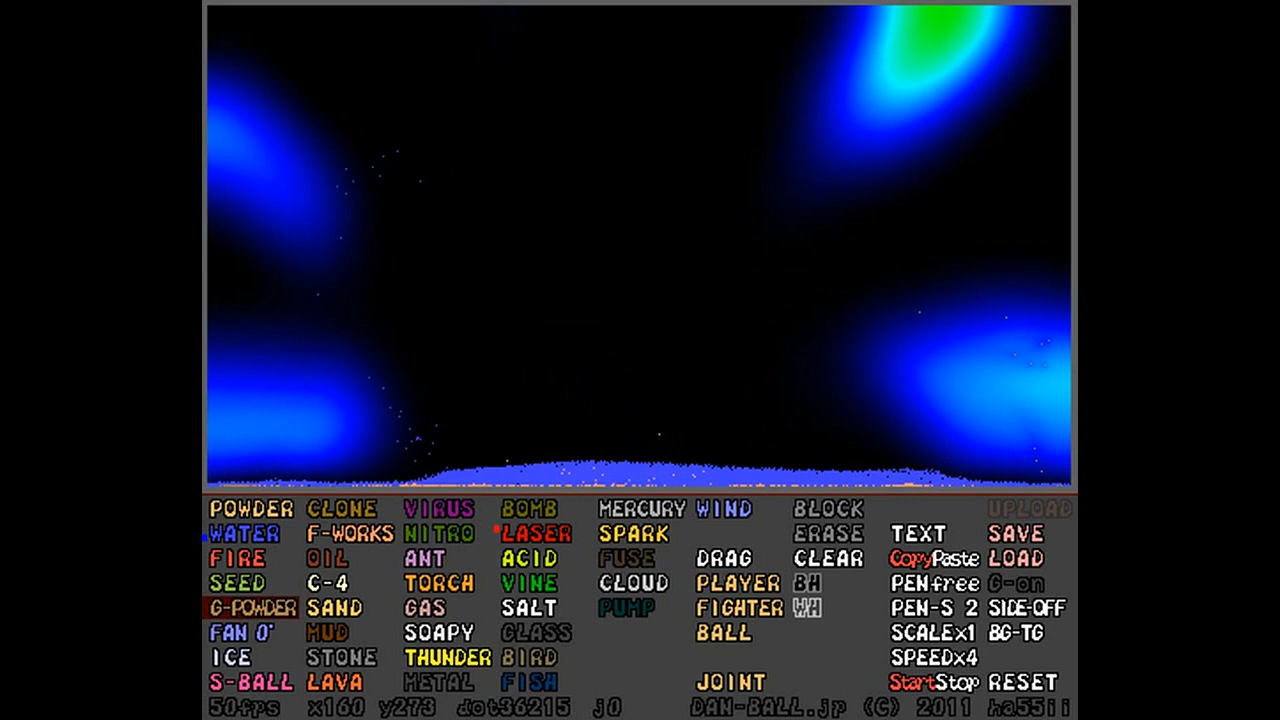 POWDER CLONE VIRUS BOMB MERCURY WIND BLOCK UPLOAD
WATER F-WORKS NITRO LASER SPARK ERASE TEXT SAVE
FIRE OIL ANT ACID FUSE DRAG CLEAR CopyPaste LOAD
SEED C-4 TORCH VINE CLOUD PLAYER BH PENfree G-on
G-POWDER SAND GAS SALT PUMP FIGHTER WH PEN-S 2 SIDE-OFF
FAN 0° MUD SOAPY GLASS BALL SCALEx1 BG-TG
ICE STONE THUNDER BIRD SPEEDx4
S-BALL LAVA METAL FISH JOINT StartStop RESET
50fps x160 y273 dot36215 j0 DAN-BALL.jp (C) 2011 ha55ii